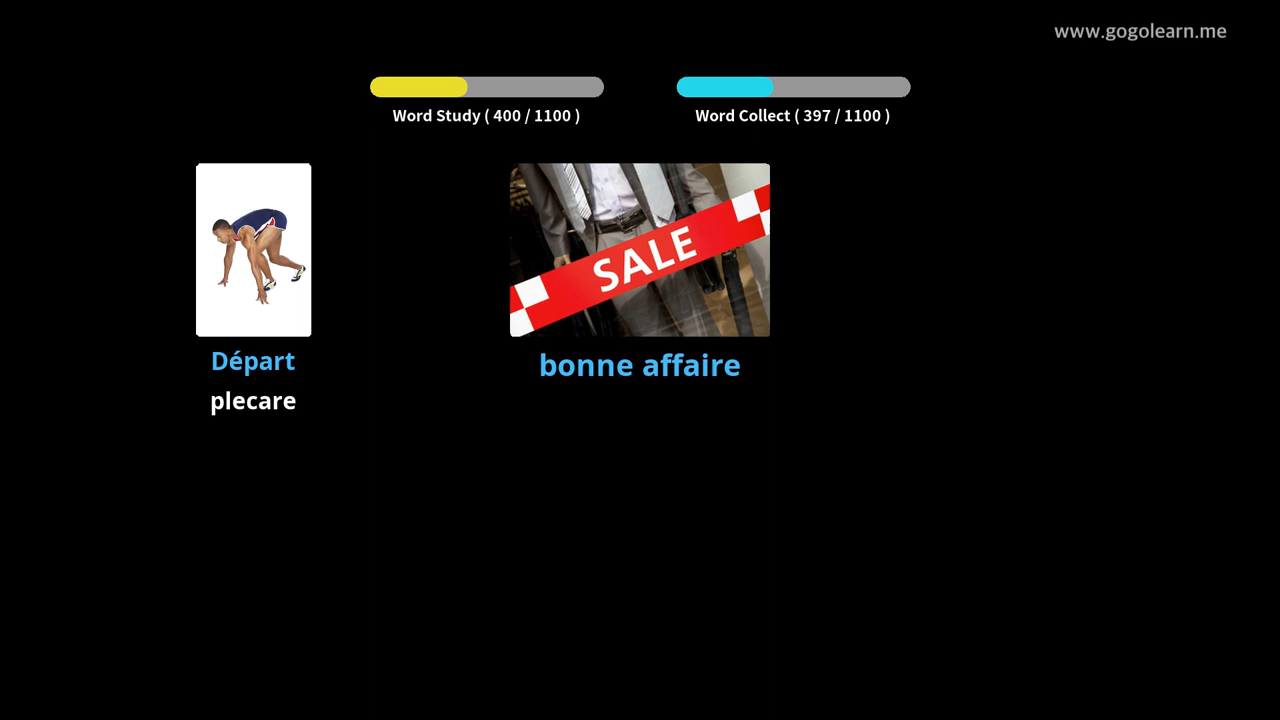 www.gogolearn.me
Word Study ( 400 / 1100 )
Word Collect ( 397 / 1100 )
SALE
Départ
plecare
bonne affaire